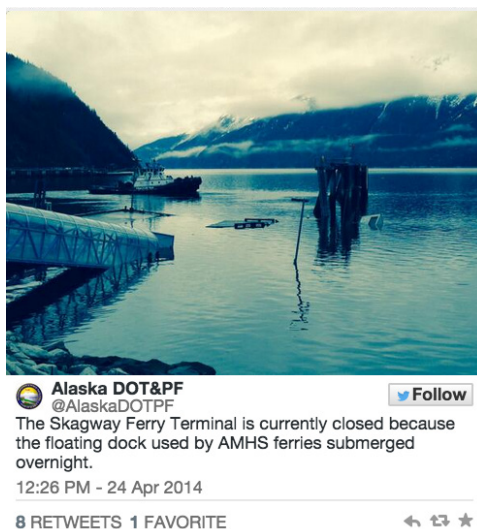 Alaska DOT&PF
@AlaskaDOTPF
Follow
The Skagway Ferry Terminal is currently closed because
the floating dock used by AMHS ferries submerged
overnight.
12:26 PM - 24 Apr 2014
8 RETWEETS 1 FAVORITE